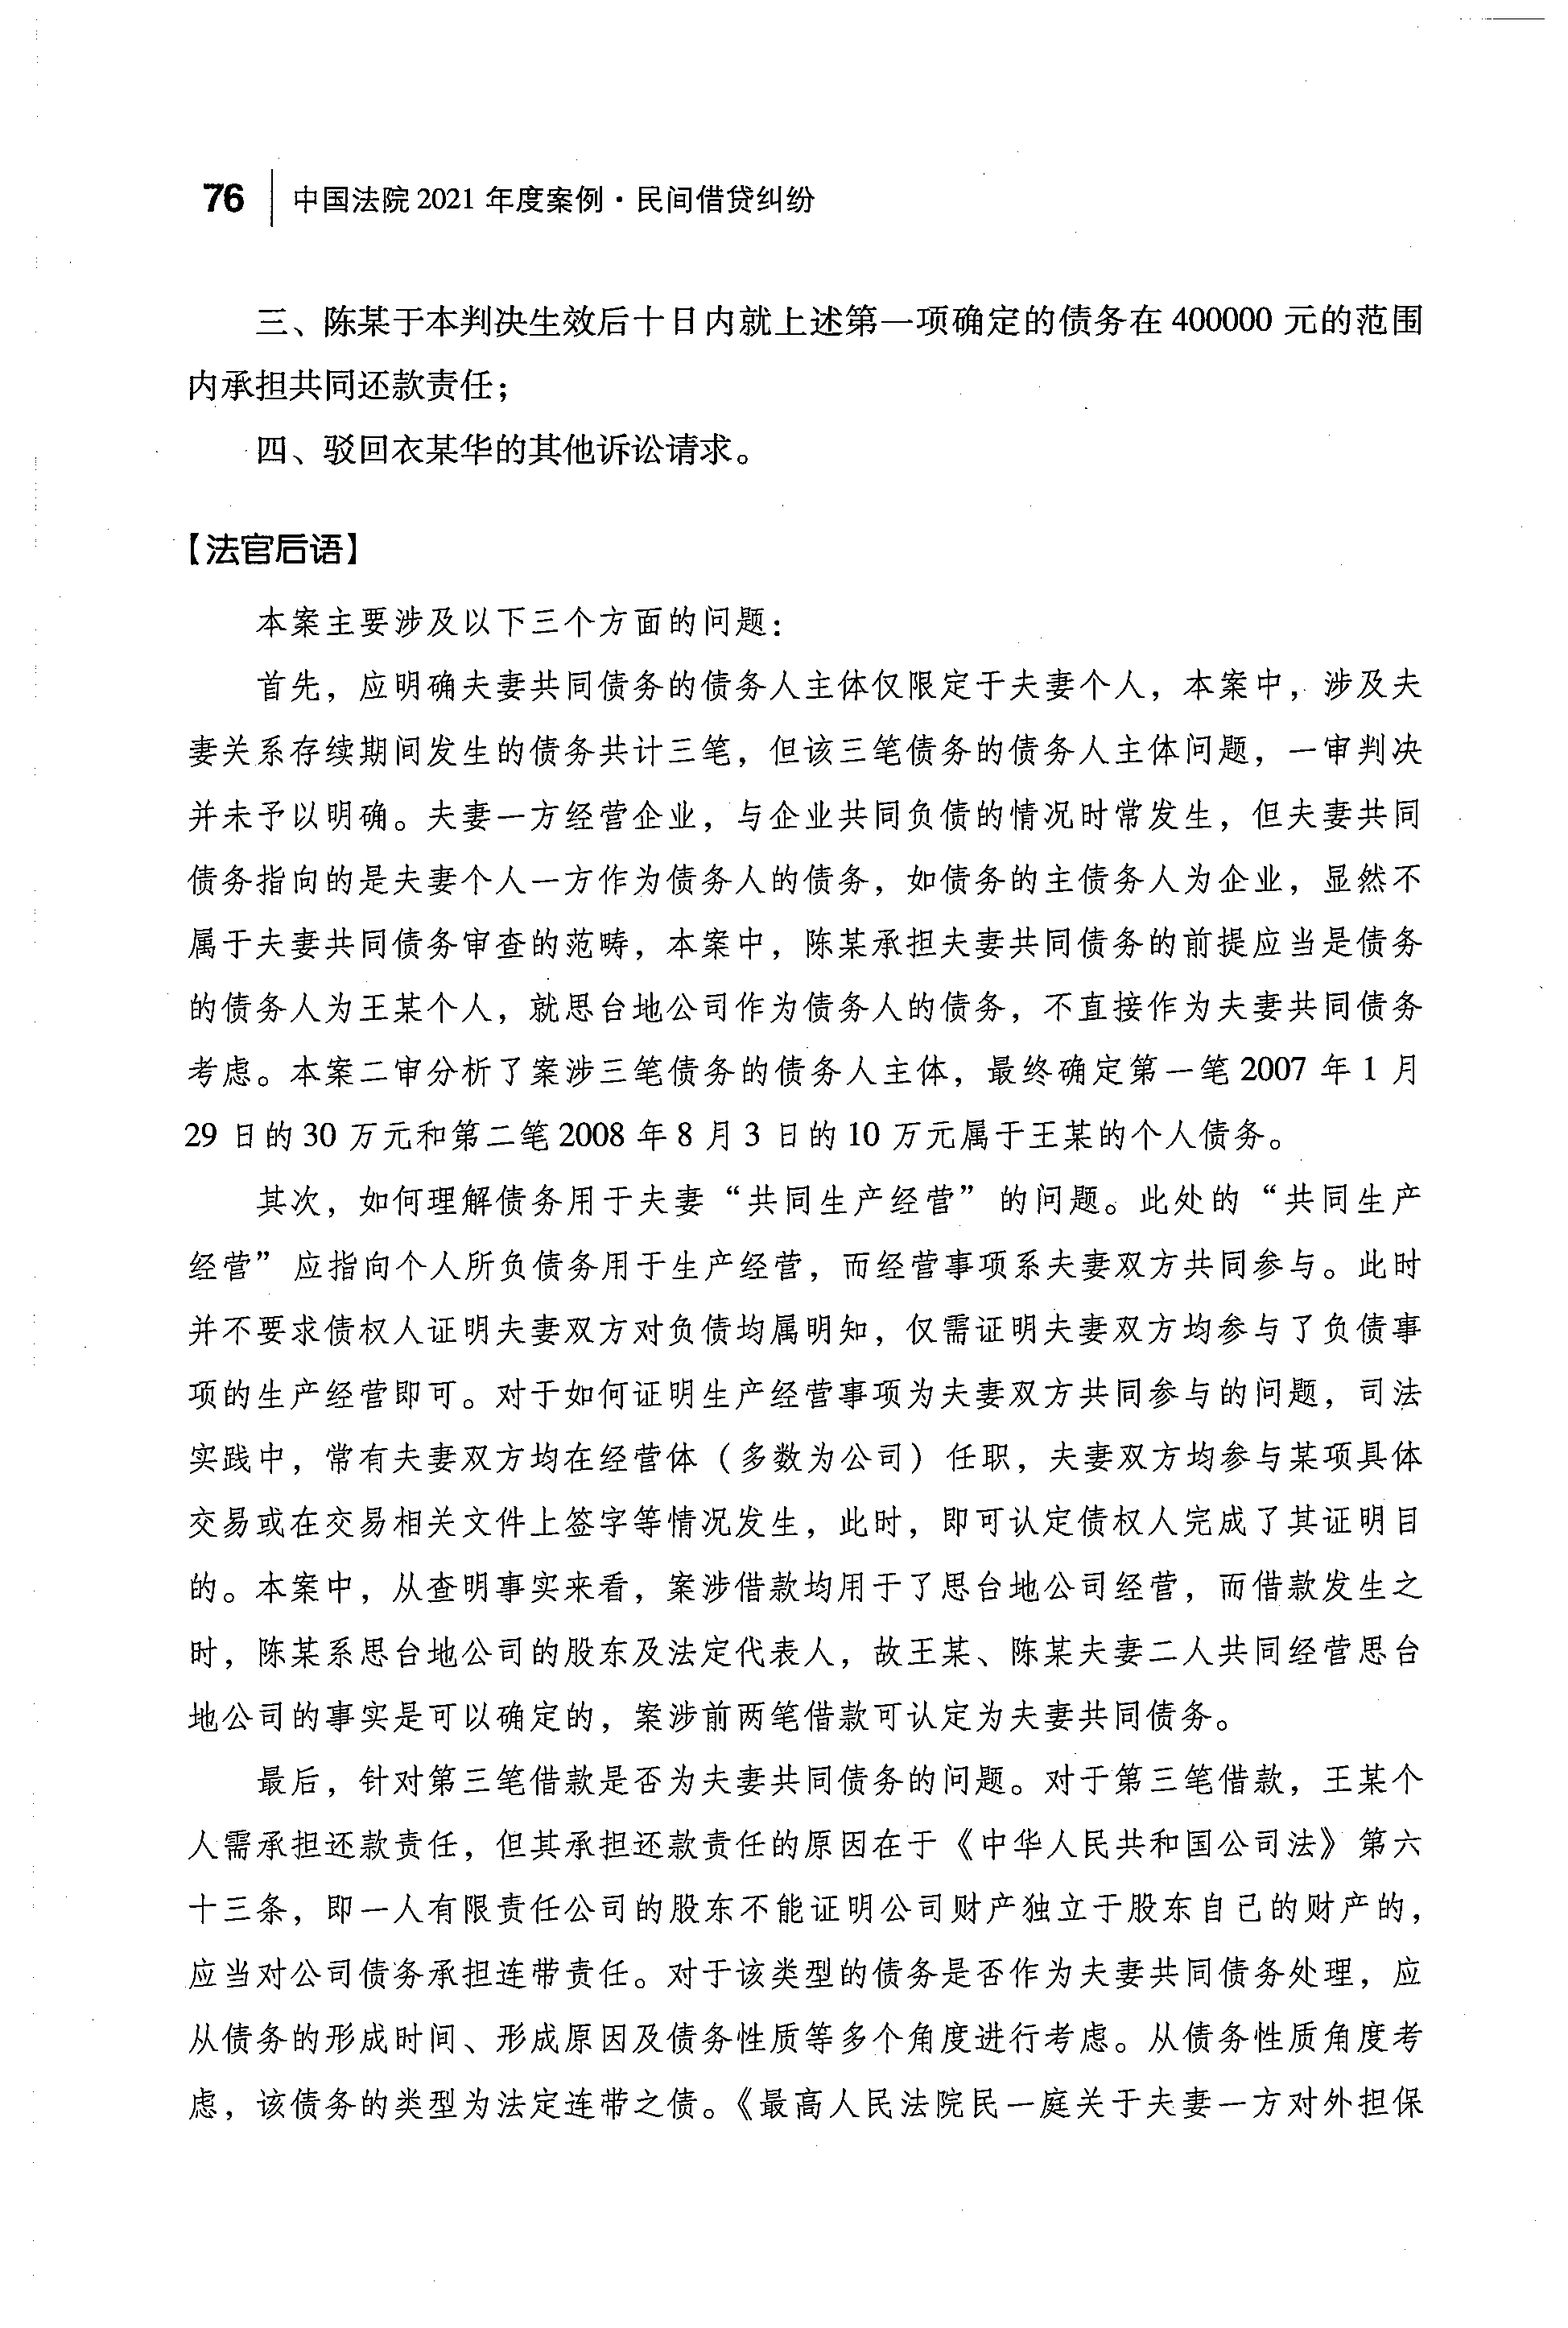 76 中国法院 2021 年度案例·民间借贷纠纷
三、陈某于本判决生效后十日内就上述第一项确定的债务在 400000 元的范围
内承担共同还款责任；
四、驳回衣某华的其他诉讼请求。
【法官后语】
本案主要涉及以下三个方面的问题：
首先，应明确夫妻共同债务的债务人主体仅限定于夫妻个人，本案中，涉及夫
妻关系存续期间发生的债务共计三笔，但该三笔债务的债务人主体问题，一审判决
并未予以明确。夫妻一方经营企业，与企业共同负债的情况时常发生，但夫妻共同
债务指向的是夫妻个人一方作为债务人的债务，如债务的主债务人为企业，显然不
属于夫妻共同债务审查的范畴，本案中，陈某承担夫妻共同债务的前提应当是债务
的债务人为王某个人，就思台地公司作为债务人的债务，不直接作为夫妻共同债务
考虑。本案二审分析了案涉三笔债务的债务人主体，最终确定第一笔 2007 年 1 月
29 日的 30 万元和第二笔 2008 年 8 月 3 日的 10 万元属于王某的个人债务。
其次，如何理解债务用于夫妻“共同生产经营”的问题。此处的“共同生产
经营”应指向个人所负债务用于生产经营，而经营事项系夫妻双方共同参与。此时
并不要求债权人证明夫妻双方对负债均属明知，仅需证明夫妻双方均参与了负债事
项的生产经营即可。对于如何证明生产经营事项为夫妻双方共同参与的问题，司法
实践中，常有夫妻双方均在经营体（多数为公司）任职，夫妻双方均参与某项具体
交易或在交易相关文件上签字等情况发生，此时，即可认定债权人完成了其证明目
的。本案中，从查明事实来看，案涉借款均用于了思台地公司经营，而借款发生之
时，陈某系思台地公司的股东及法定代表人，故王某、陈某夫妻二人共同经营思台
地公司的事实是可以确定的，案涉前两笔借款可认定为夫妻共同债务。
最后，针对第三笔借款是否为夫妻共同债务的问题。对于第三笔借款，王某个
人需承担还款责任，但其承担还款责任的原因在于《中华人民共和国公司法》第六
十三条，即一人有限责任公司的股东不能证明公司财产独立于股东自己的财产的，
应当对公司债务承担连带责任。对于该类型的债务是否作为夫妻共同债务处理，应
从债务的形成时间、形成原因及债务性质等多个角度进行考虑。从债务性质角度考
虑，该债务的类型为法定连带之债。《最高人民法院民一庭关于夫妻一方对外担保